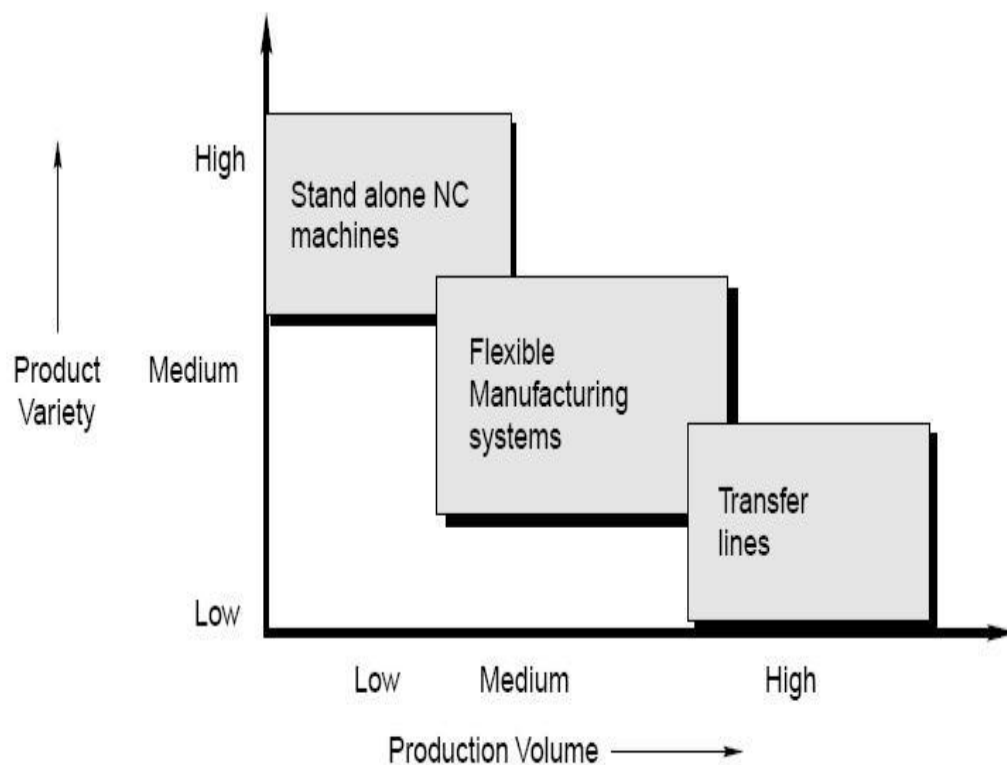 High
Stand alone NC
machines
Product
Variety
Medium
Flexible
Manufacturing
systems
Transfer
lines
Low
Low
Medium
High
Production Volume